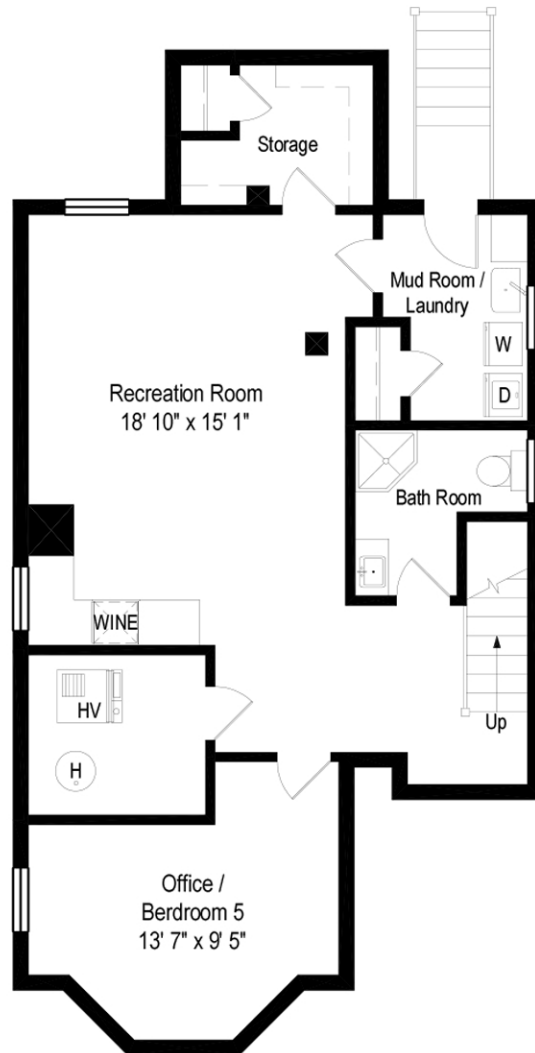 Storage
Mud Room /
Laundry
W
D
Recreation Room
18' 10" x 15' 1"
Bath Room
WINE
HV
H
Up
Office /
Berdroom 5
13' 7" x 9' 5"